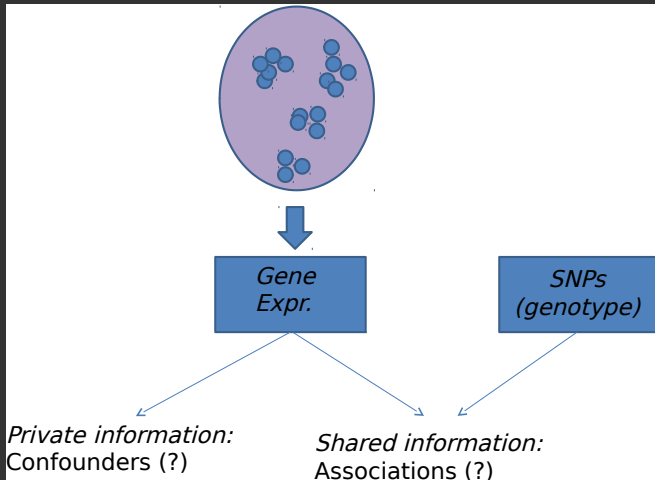 Gene
Expr.
SNPs
(genotype)
Private information:
Confounders (?)
Shared information:
Associations (?)